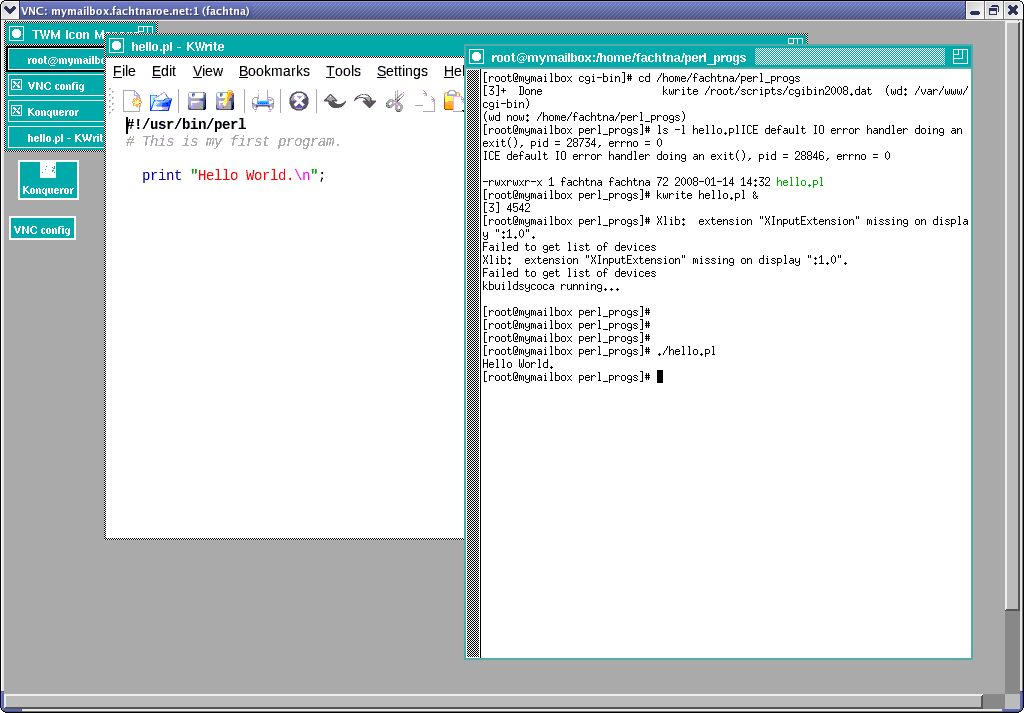 VNC: mymailbox.fachtnaroe.net:1 (fachtna)
TWM Icon Man
root@mymailbo
VNC config
Konqueror
hello.pl - KWrit
Konqueror
VNC config
hello.pl - KWrite
File Edit View Bookmarks Tools Settings Hel
#!/usr/bin/perl
# This is my first program.
print "Hello World.\n";
root@mymailbox:/home/fachtna/perl_progs
[root@mymailbox cgi-bin]# cd /home/fachtna/perl_progs
[3]+  Done                    kwrite /root/scripts/cgibin2008.dat  (wd: /var/www/
cgi-bin)
(wd now: /home/fachtna/perl_progs)
[root@mymailbox perl_progs]# ls -l hello.plICE default IO error handler doing an
exit(), pid = 28734, errno = 0
ICE default IO error handler doing an exit(), pid = 28846, errno = 0
-rwxrwxr-x 1 fachtna fachtna 72 2008-01-14 14:32 hello.pl
[root@mymailbox perl_progs]# kwrite hello.pl &
[3] 4542
[root@mymailbox perl_progs]# Xlib:  extension "XInputExtension" missing on displa
y ":1.0".
Failed to get list of devices
Xlib:  extension "XInputExtension" missing on display ":1.0".
Failed to get list of devices
kbuildsycoca running...
[root@mymailbox perl_progs]#
[root@mymailbox perl_progs]#
[root@mymailbox perl_progs]#
[root@mymailbox perl_progs]# ./hello.pl
Hello World.
[root@mymailbox perl_progs]#